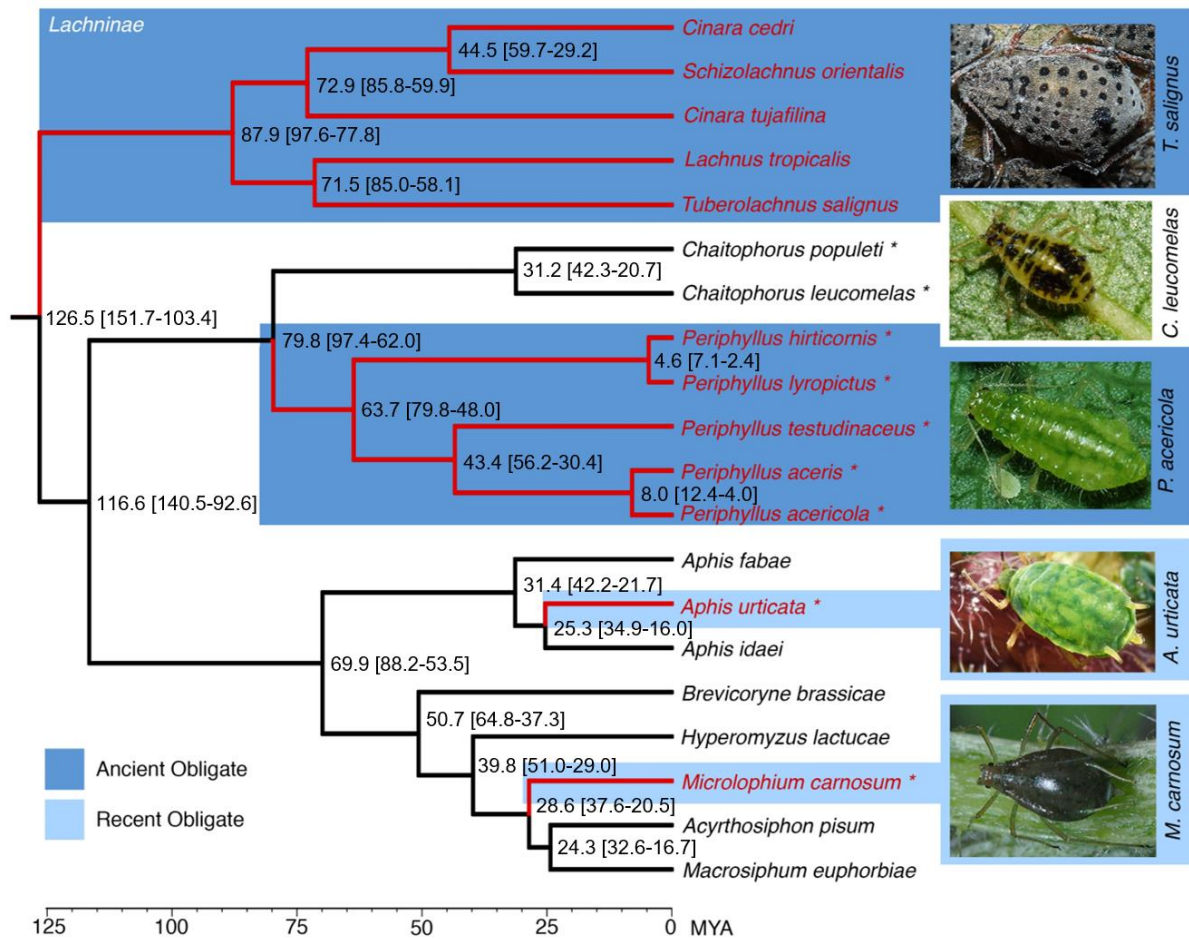 Lachninae
Cinara cedri
44.5 [59.7-29.2]
Schizolachnus orientalis
72.9 [85.8-59.9]
Cinara tujafilina
87.9 [97.6-77.8]
Lachnus tropicalis
71.5 [85.0-58.1]
Tuberolachnus salignus
T. salignus
Chaitophorus populeti *
31.2 [42.3-20.7]
Chaitophorus leucomelas *
C. leucomelas
126.5 [151.7-103.4]
79.8 [97.4-62.0]
Periphyllus hirticornis *
4.6 [7.1-2.4]
Periphyllus lyropictus *
63.7 [79.8-48.0]
Periphyllus testudinaceus *
43.4 [56.2-30.4]
Periphyllus aceris *
8.0 [12.4-4.0]
Periphyllus acericola *
P. acericola
116.6 [140.5-92.6]
Aphis fabae
31.4 [42.2-21.7]
Aphis urticata *
25.3 [34.9-16.0]
Aphis idaei
A. urticata
69.9 [88.2-53.5]
Brevicoryne brassicae
50.7 [64.8-37.3]
Hyperomyzus lactucae
39.8 [51.0-29.0]
Microlophium carnosum *
28.6 [37.6-20.5]
Acyrthosiphon pisum
24.3 [32.6-16.7]
Macrosiphum euphorbiae
M. carnosum
Ancient Obligate
Recent Obligate
125 100 75 50 25 0 MYA